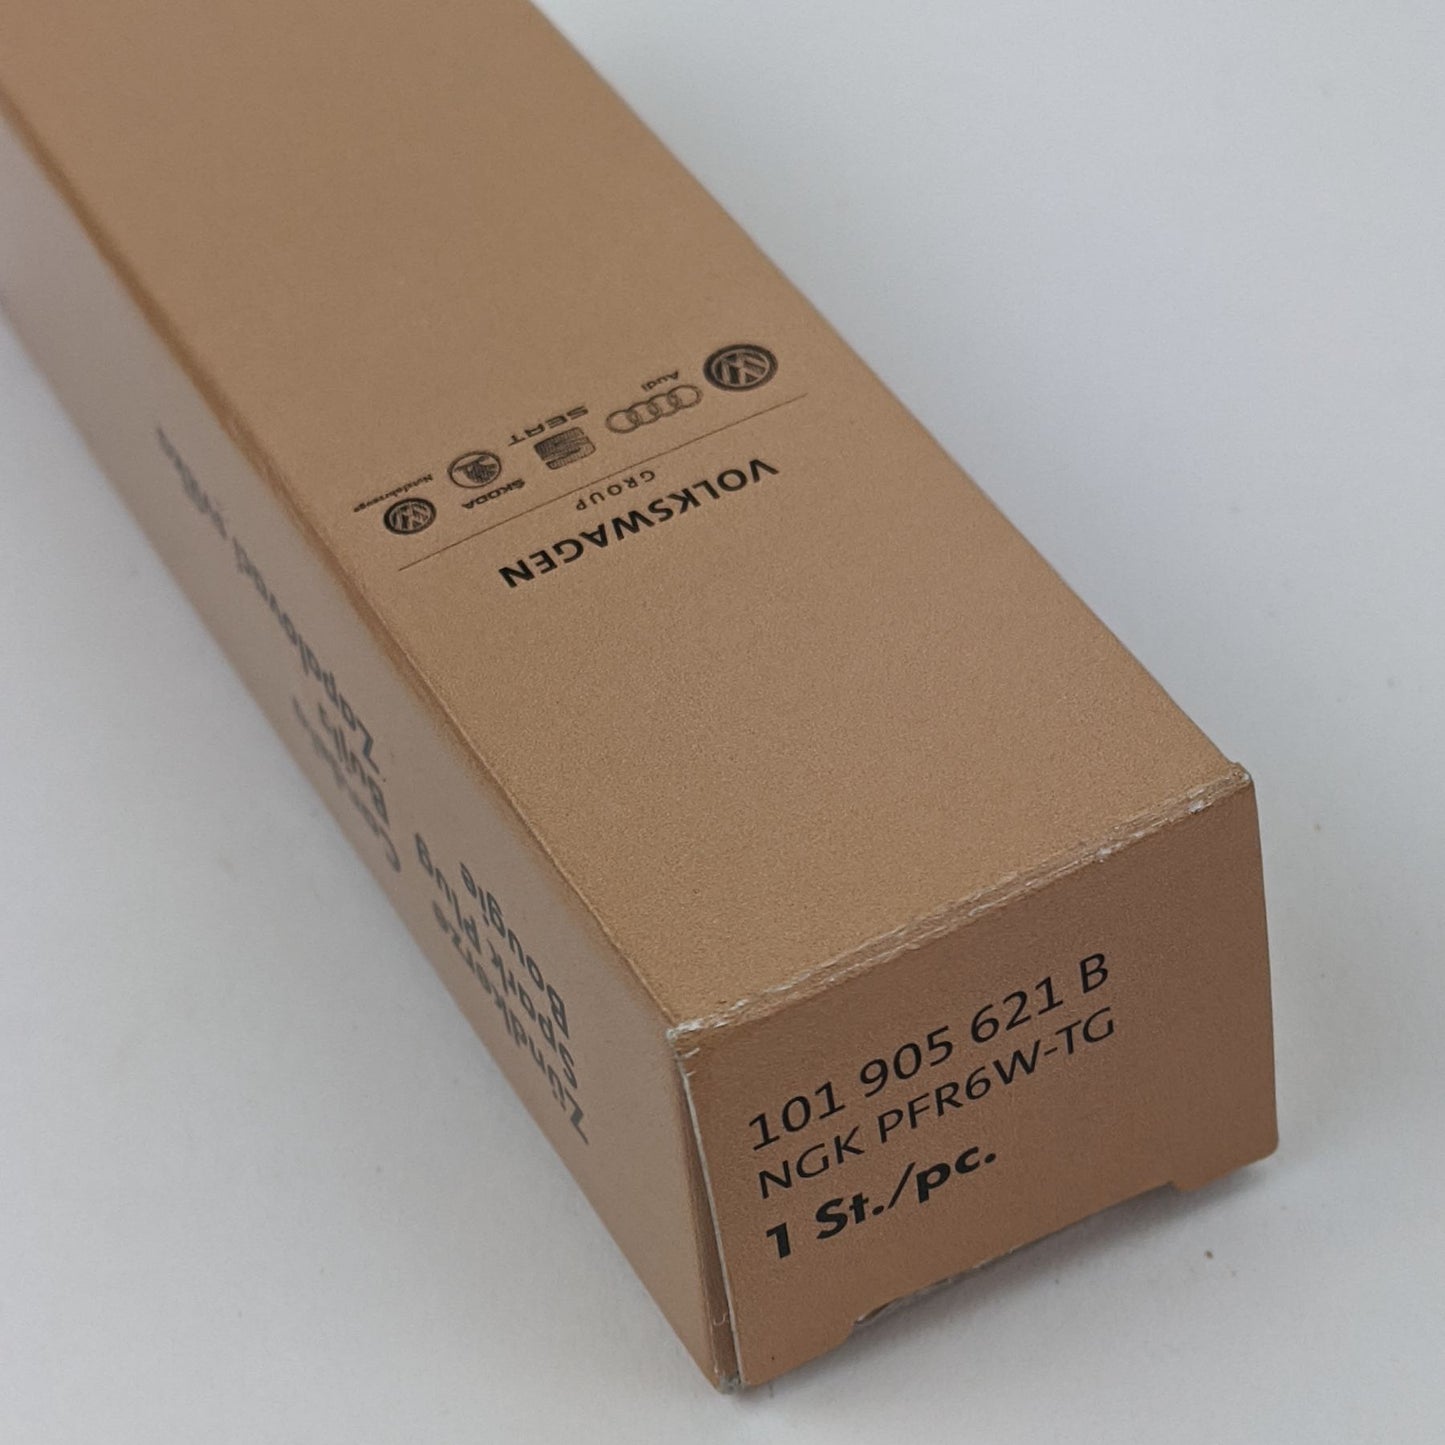 101 905 621 B
NGK PFR6W-TG
1 St./pc.
VOLKSWAGEN
GROUP
Audi
SEAT
ŠKODA
Nutzfahrzeuge
Zündkerze
Spark Plug
Bougie
Bujía
Zapalovací